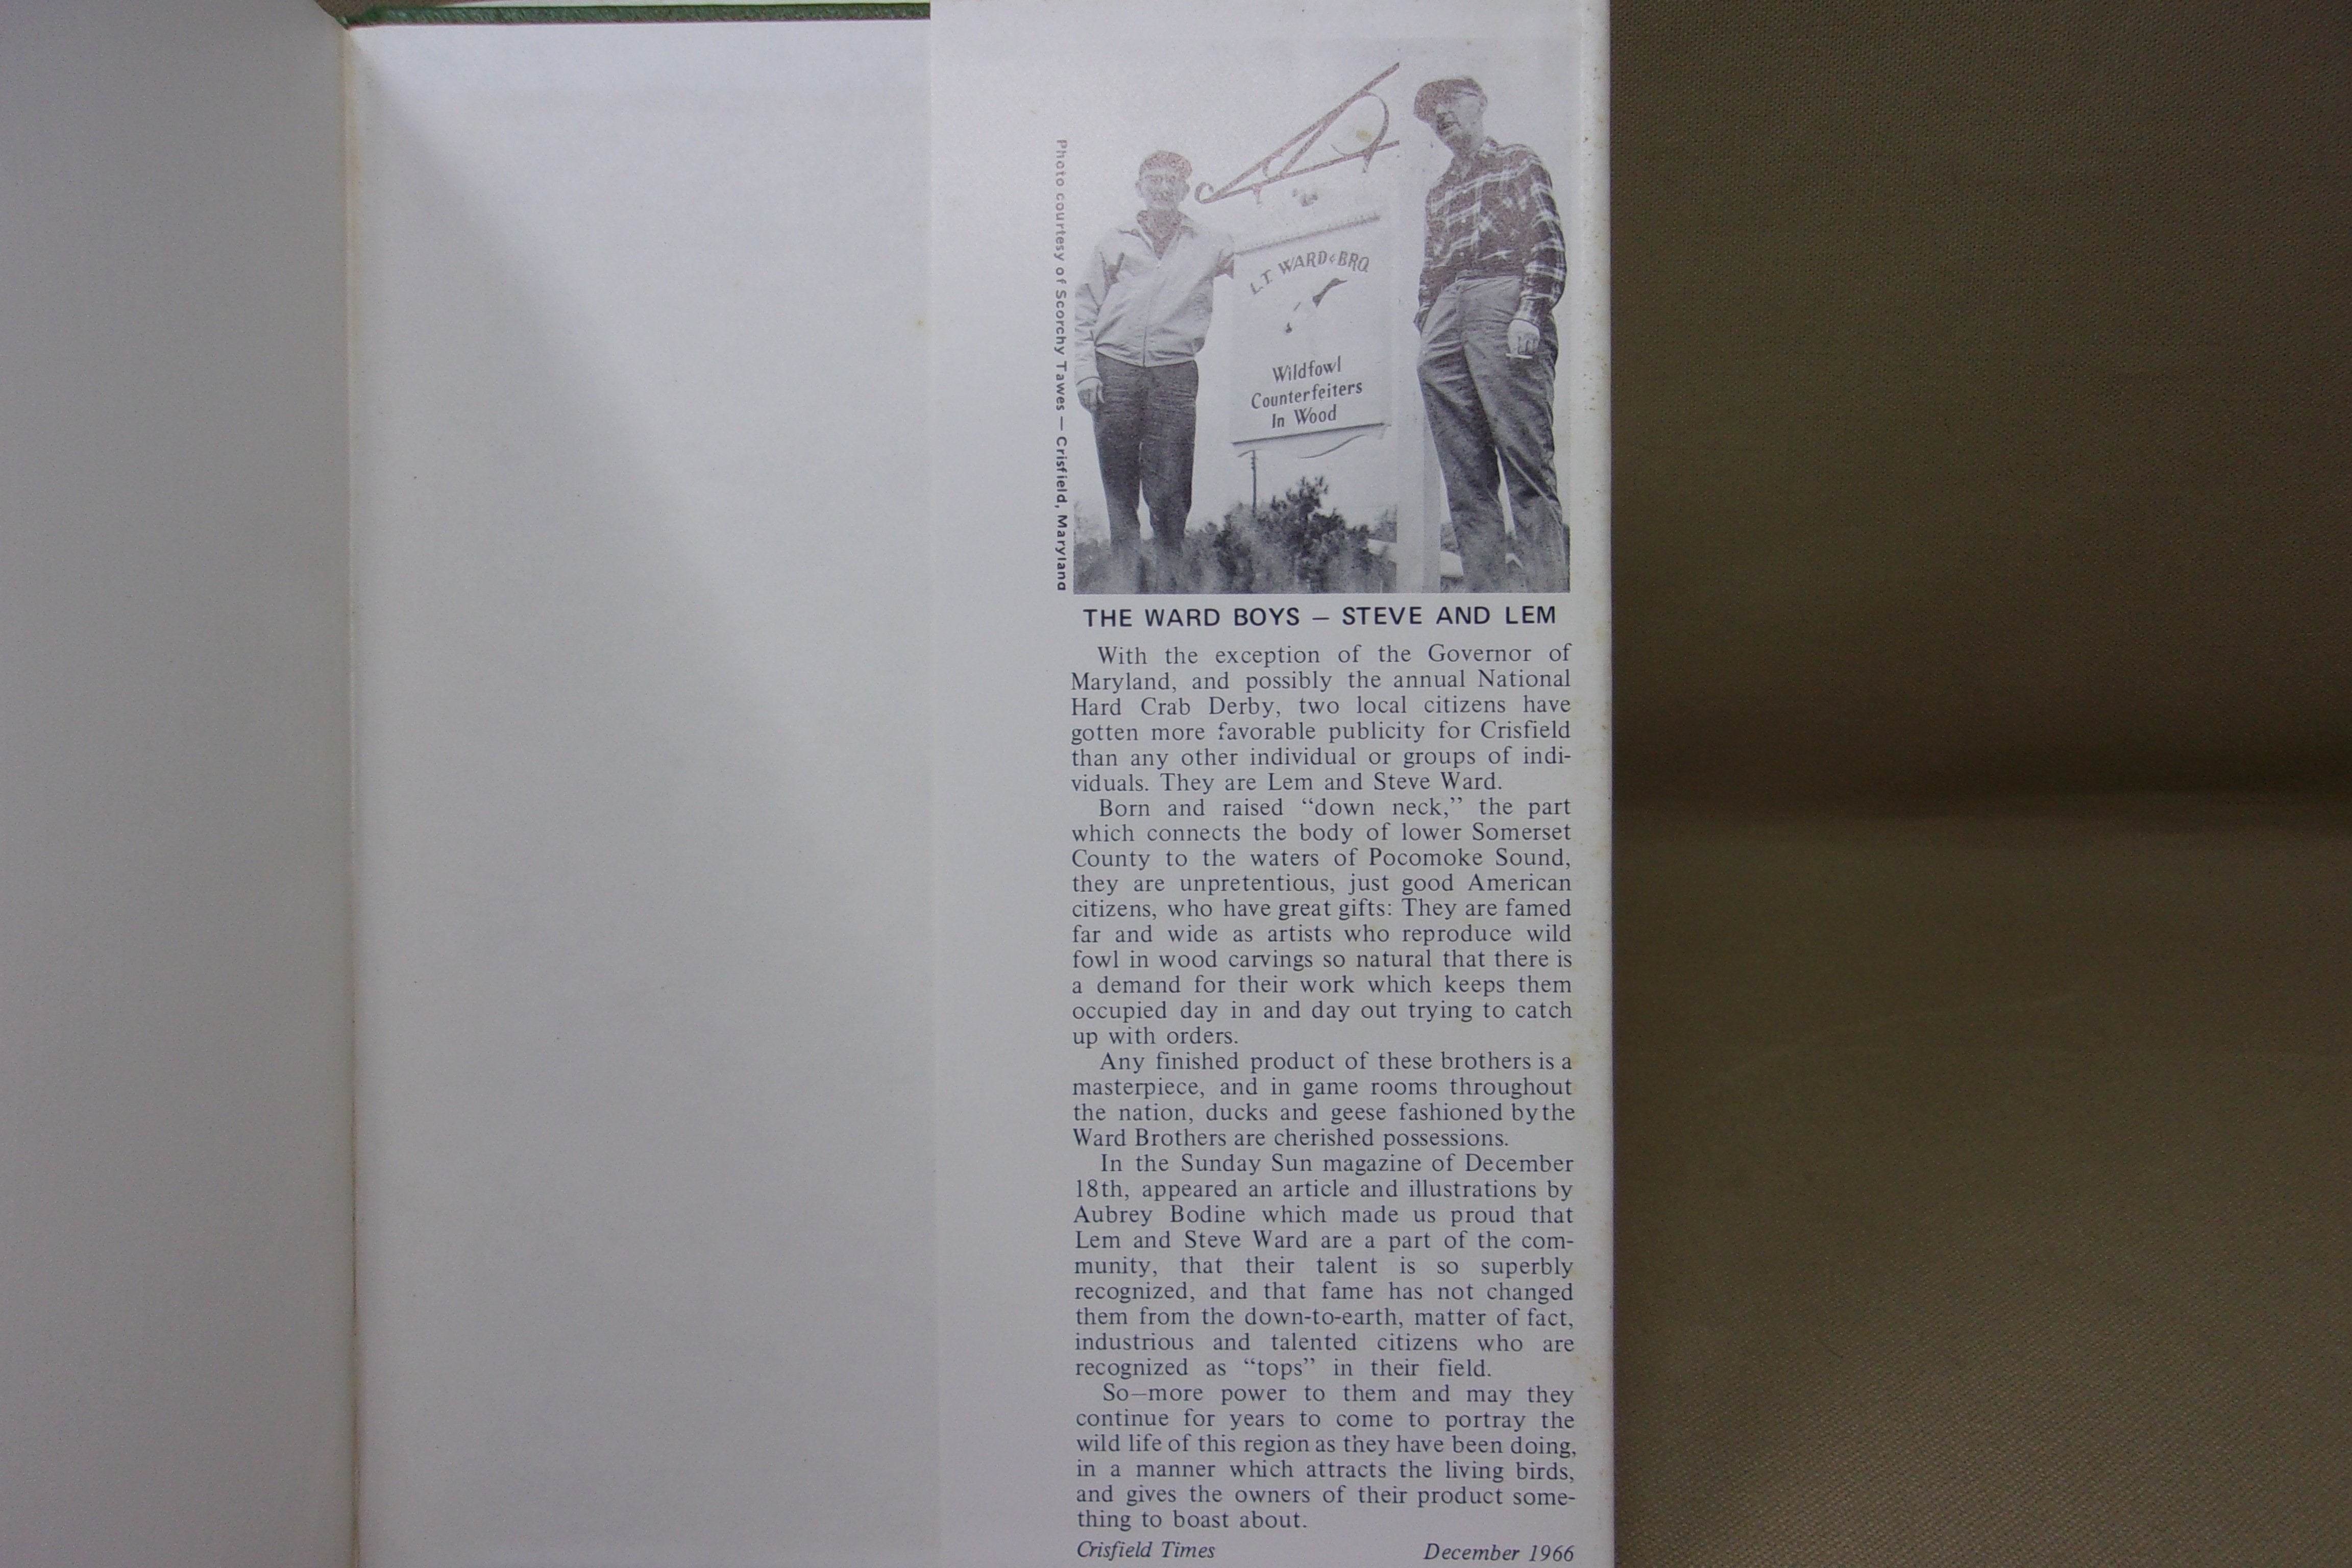 Photo courtesy of Scorchy Tawes — Crisfield, Maryland
L.T. WARD & BRO.
Wildfowl
Counterfeiters
In Wood
THE WARD BOYS — STEVE AND LEM
With the exception of the Governor of
Maryland, and possibly the annual National
Hard Crab Derby, two local citizens have
gotten more favorable publicity for Crisfield
than any other individual or groups of indi-
viduals. They are Lem and Steve Ward.
Born and raised “down neck,” the part
which connects the body of lower Somerset
County to the waters of Pocomoke Sound,
they are unpretentious, just good American
citizens, who have great gifts: They are famed
far and wide as artists who reproduce wild
fowl in wood carvings so natural that there is
a demand for their work which keeps them
occupied day in and day out trying to catch
up with orders.
Any finished product of these brothers is a
masterpiece, and in game rooms throughout
the nation, ducks and geese fashioned by the
Ward Brothers are cherished possessions.
In the Sunday Sun magazine of December
18th, appeared an article and illustrations by
Aubrey Bodine which made us proud that
Lem and Steve Ward are a part of the com-
munity, that their talent is so superbly
recognized, and that fame has not changed
them from the down-to-earth, matter of fact,
industrious and talented citizens who are
recognized as “tops” in their field.
So—more power to them and may they
continue for years to come to portray the
wild life of this region as they have been doing,
in a manner which attracts the living birds,
and gives the owners of their product some-
thing to boast about.
Crisfield Times December 1966